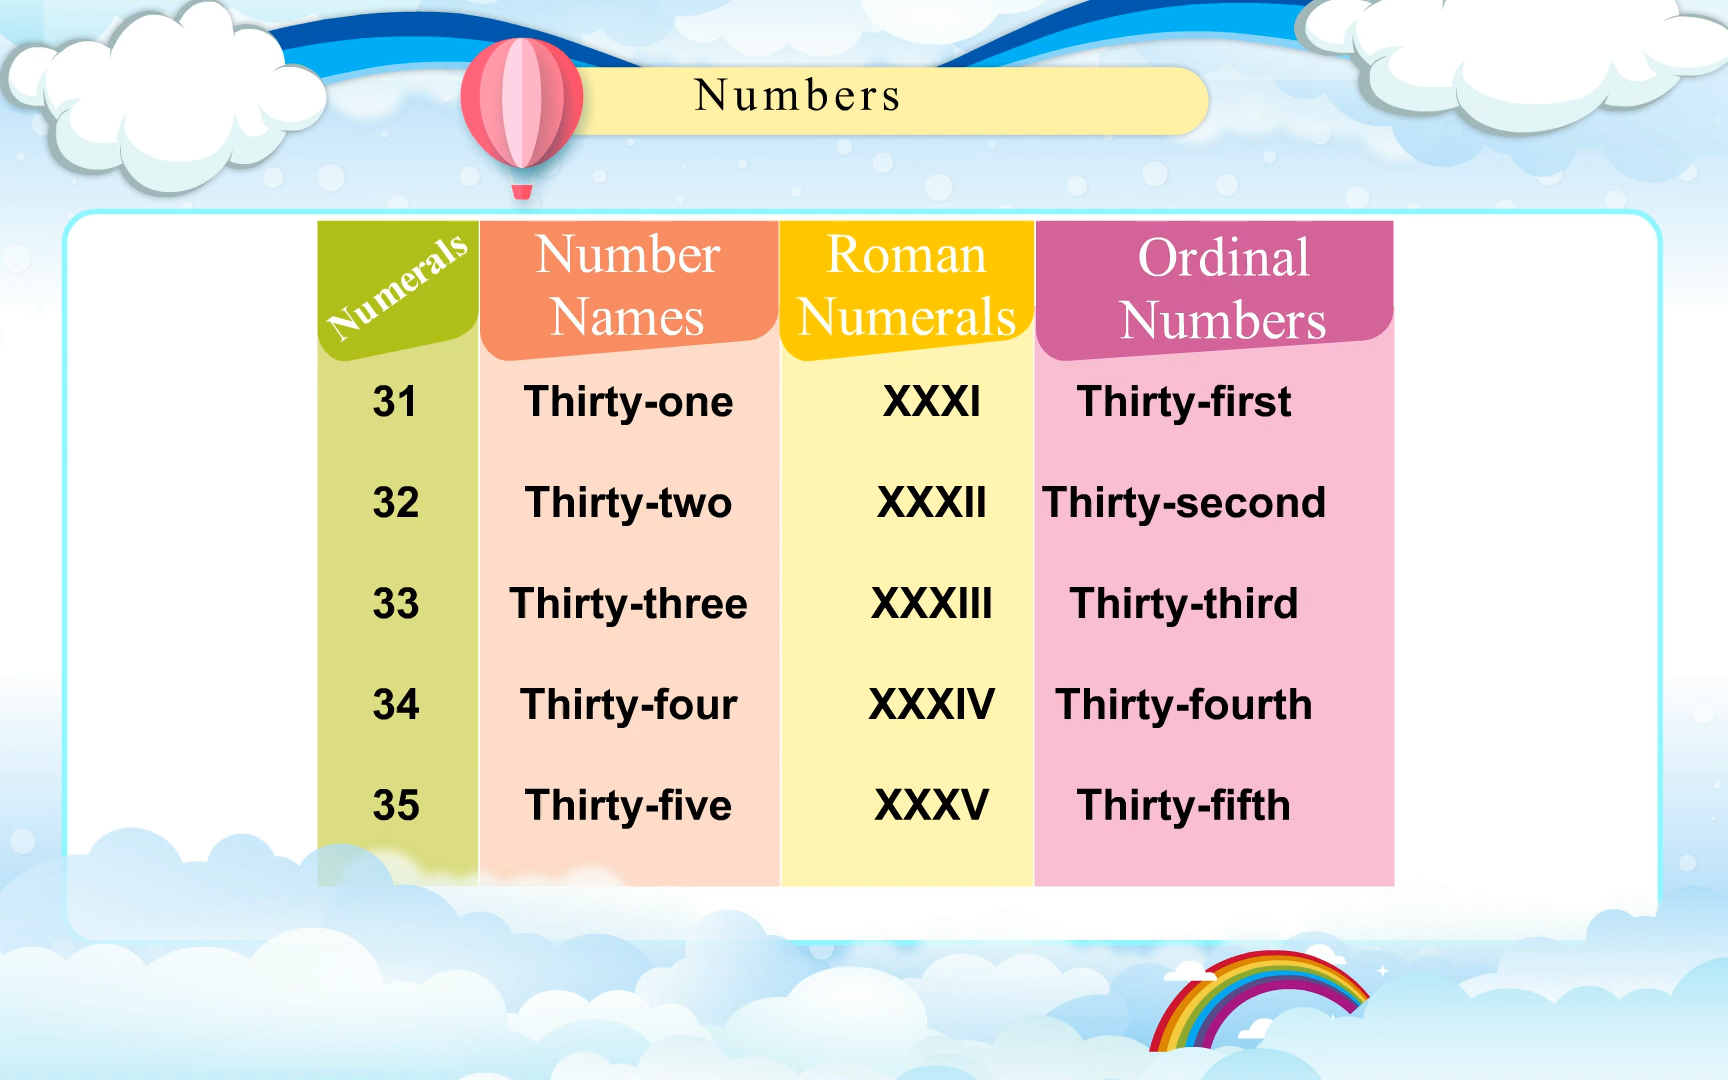 Numbers
Numerals
Number
Names
Roman
Numerals
Ordinal
Numbers
31 Thirty-one XXXI Thirty-first
32 Thirty-two XXXII Thirty-second
33 Thirty-three XXXIII Thirty-third
34 Thirty-four XXXIV Thirty-fourth
35 Thirty-five XXXV Thirty-fifth